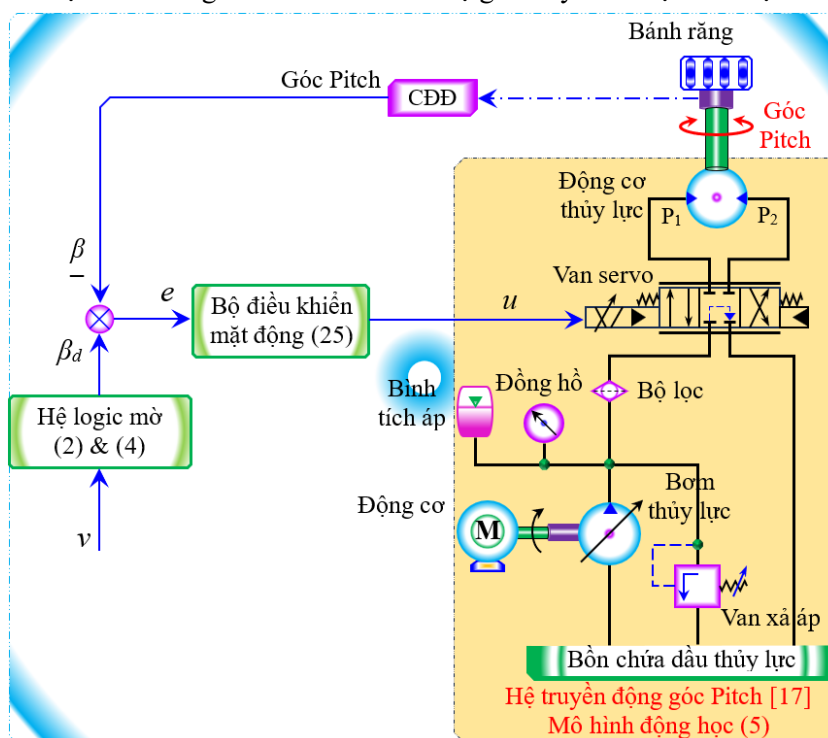 Bánh răng
Góc Pitch
CĐĐ
Góc
Pitch
Động cơ
thủy lực
P1
P2
β
−
e
Bộ điều khiển
mặt động (25)
u
Van servo
βd
Hệ logic mờ
(2) & (4)
Bình
tích áp
Đồng hồ
Bộ lọc
v
Động cơ
M
Bơm
thủy lực
Van xả áp
Bồn chứa dầu thủy lực
Hệ truyền động góc Pitch [17]
Mô hình động học (5)